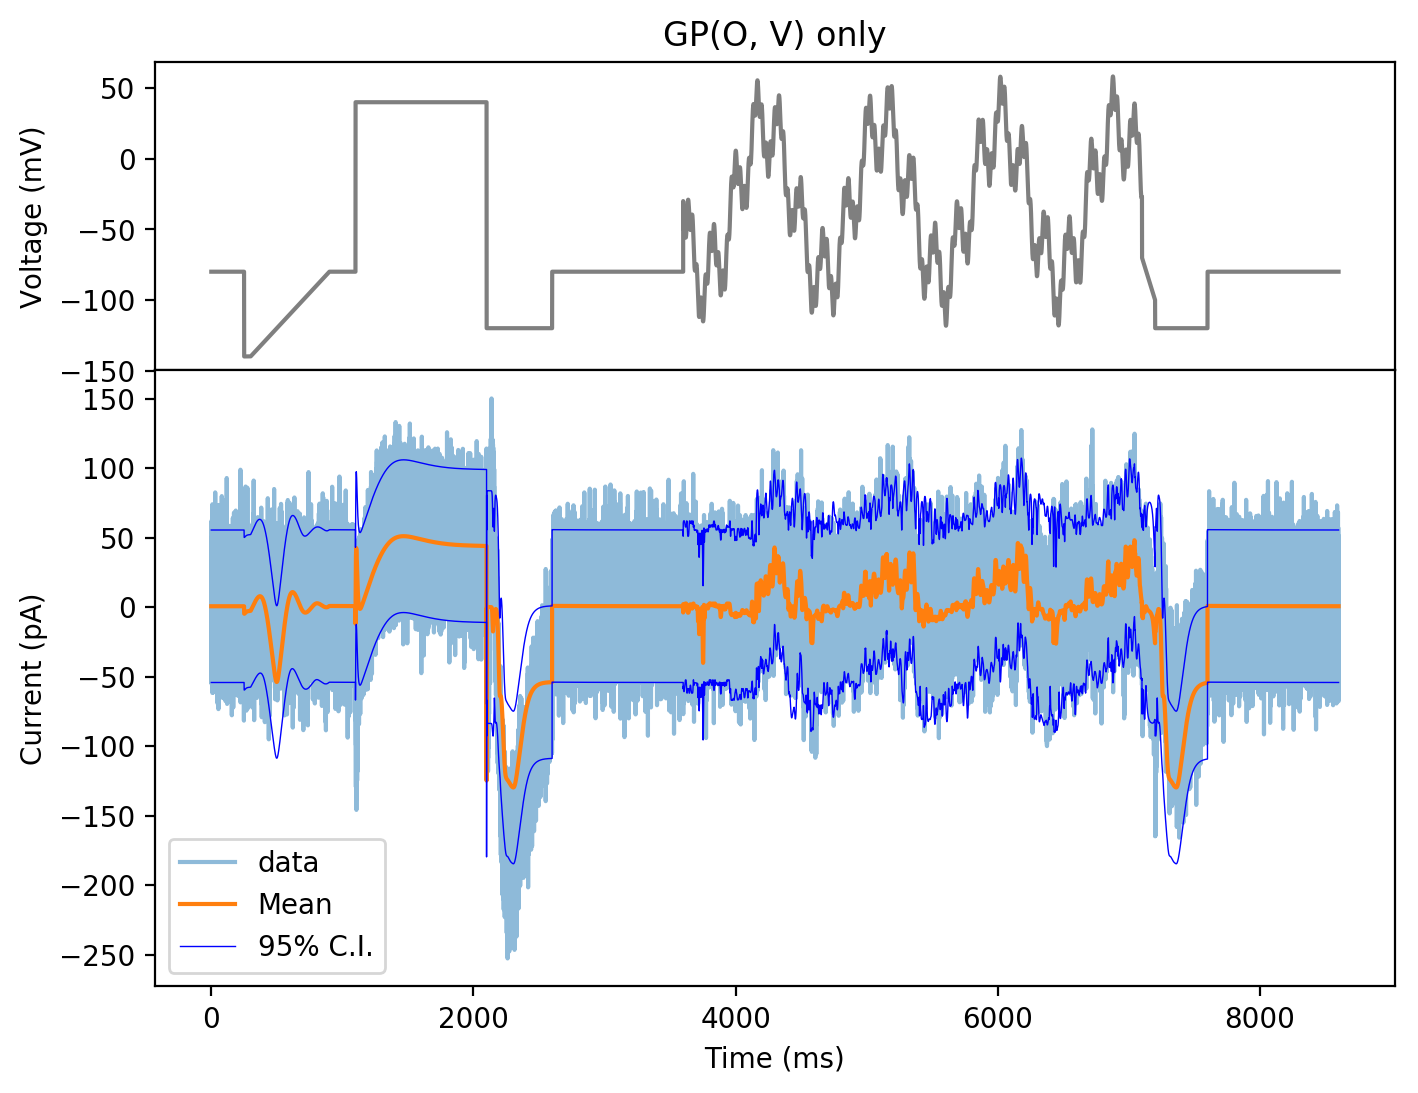 GP(O, V) only
Voltage (mV)
50
0
−50
−100
−150
Current (pA)
150
100
50
0
−50
−100
−150
−200
−250
data
Mean
95% C.I.
0 2000 4000 6000 8000
Time (ms)